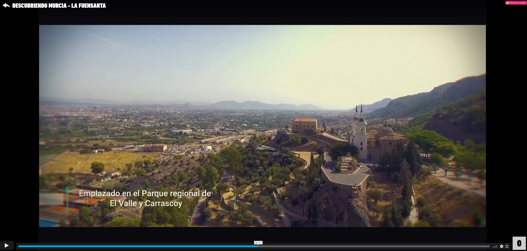 DESCUBRIENDO MURCIA - LA FUENSANTA
Emplazado en el Parque regional de
El Valle y Carrascoy